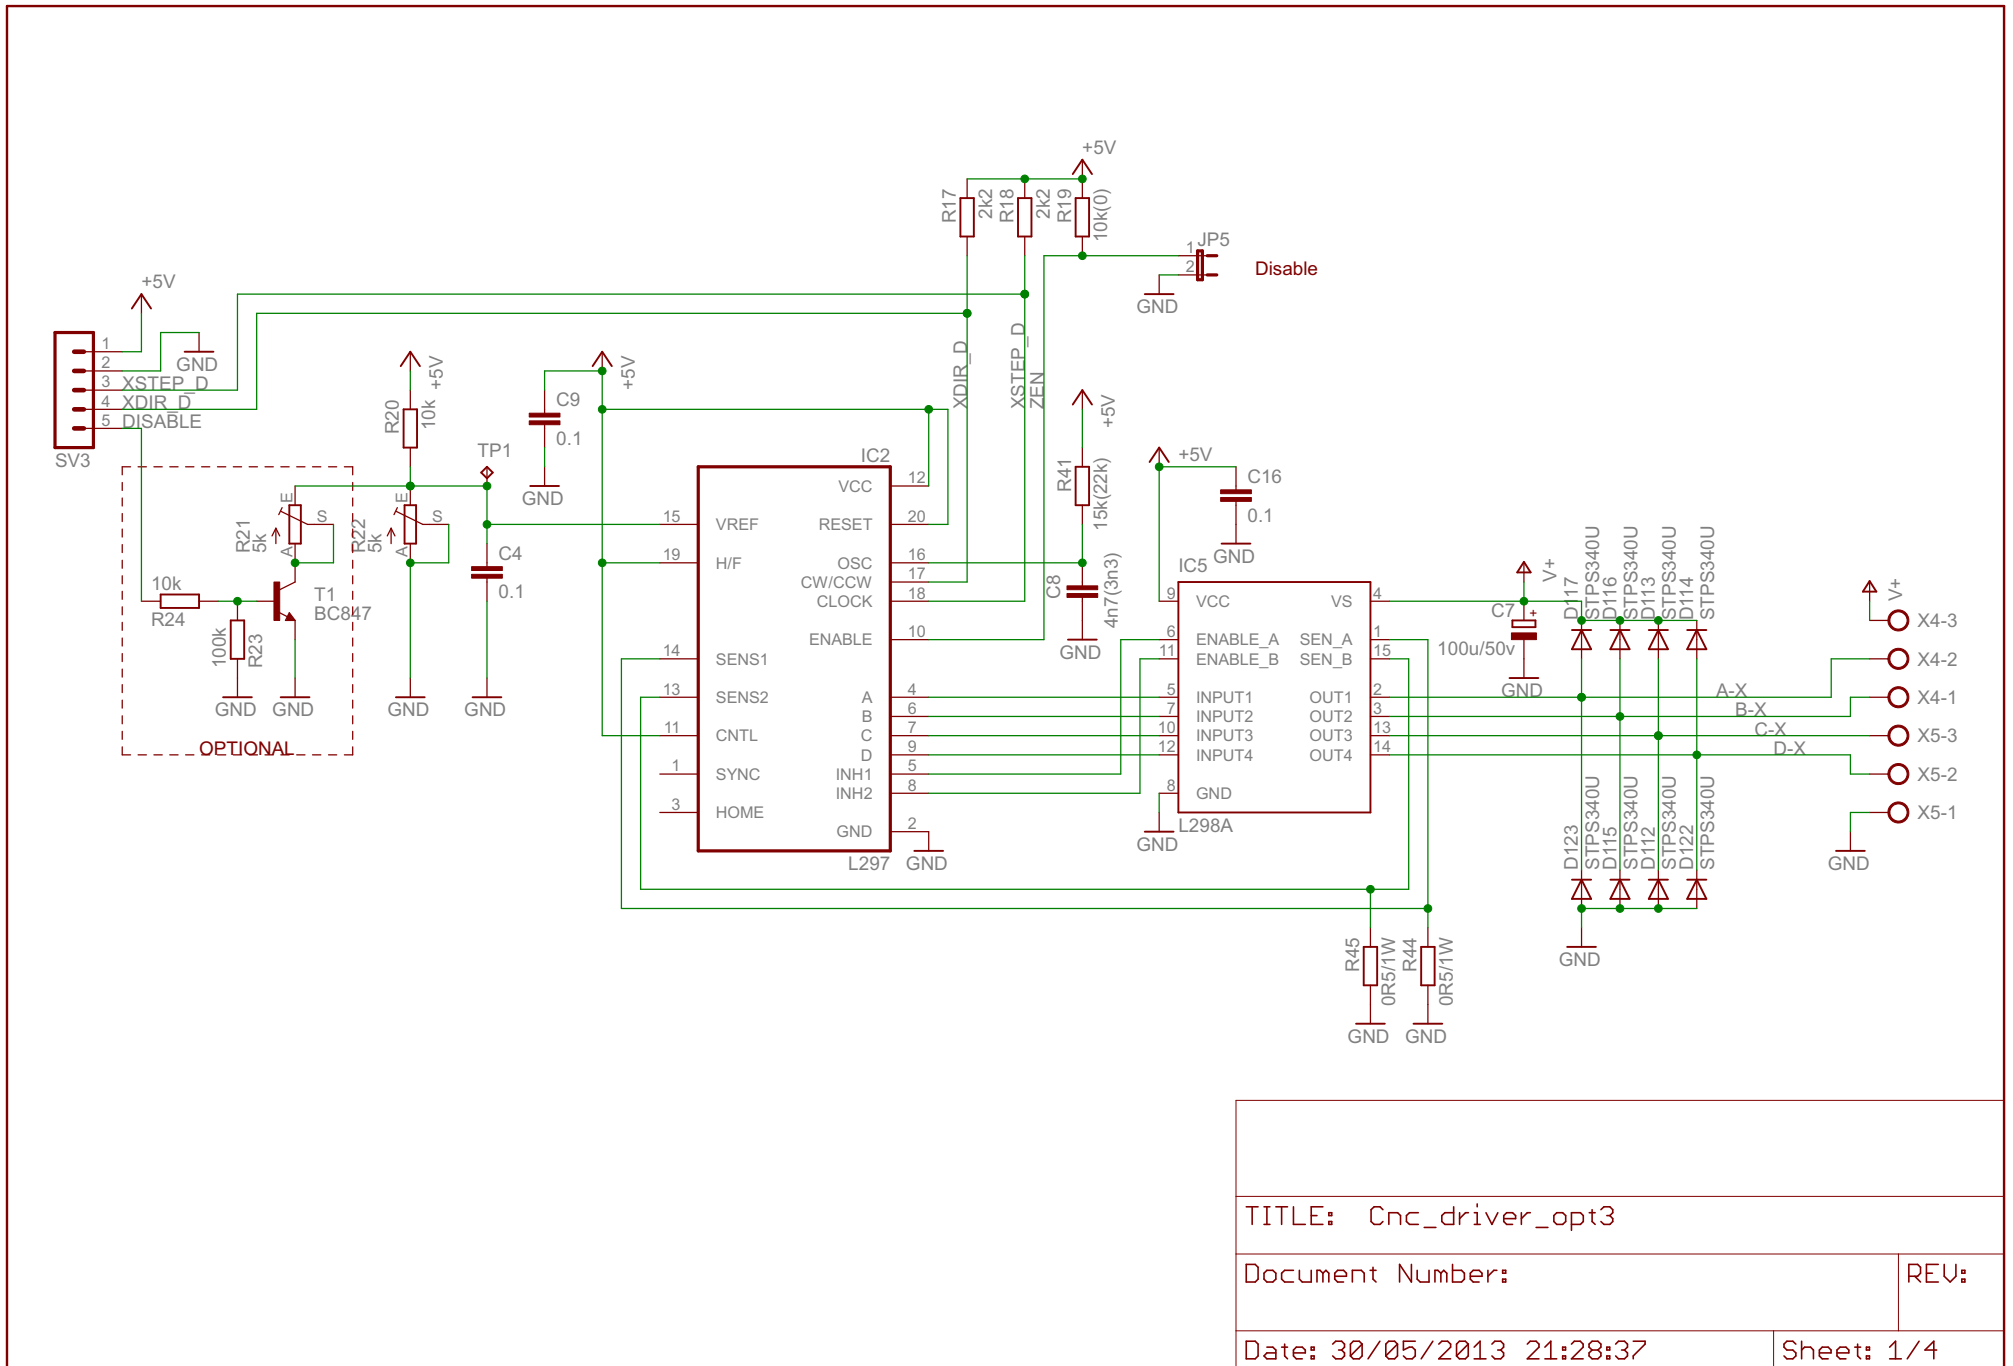 +5V
R17
2k2
R18
2k2
R19
10k(0)
1
2
JP5
Disable
GND
+5V
1
2
3
4
5
GND
XSTEP_D
XDIR_D
DISABLE
SV3
XDIR_D
XSTEP_D
ZEN
R20
10k
+5V
+5V
C9
0.1
GND
TP1
+5V
R41
15k(22k)
C8
4n7(3n3)
GND
R21
5k
E
S
A
R22
5k
E
S
A
C4
0.1
10k
R24
100k
R23
T1
BC847
GND
GND
GND
GND
OPTIONAL
IC2
15 VREF
19 H/F
14 SENS1
13 SENS2
11 CNTL
1 SYNC
3 HOME
VCC 12
RESET 20
OSC 16
CW/CCW 17
CLOCK 18
ENABLE 10
A 4
B 6
C 7
D 9
INH1 5
INH2 8
GND 2
L297
GND
+5V
C16
0.1
GND
IC5
9 VCC
6 ENABLE_A
11 ENABLE_B
5 INPUT1
7 INPUT2
10 INPUT3
12 INPUT4
8 GND
VS 4
SEN_A 1
SEN_B 15
OUT1 2
OUT2 3
OUT3 13
OUT4 14
L298A
GND
V+
C7
+
100u/50v
GND
D117
STPS340U
D116
STPS340U
D113
STPS340U
D114
STPS340U
A-X
B-X
C-X
D-X
D123
STPS340U
D115
STPS340U
D112
STPS340U
D122
STPS340U
GND
V+
X4-3
X4-2
X4-1
X5-3
X5-2
X5-1
GND
R45
0R5/1W
R44
0R5/1W
GND
GND
TITLE: Cnc_driver_opt3
Document Number:
REV:
Date: 30/05/2013 21:28:37
Sheet: 1/4